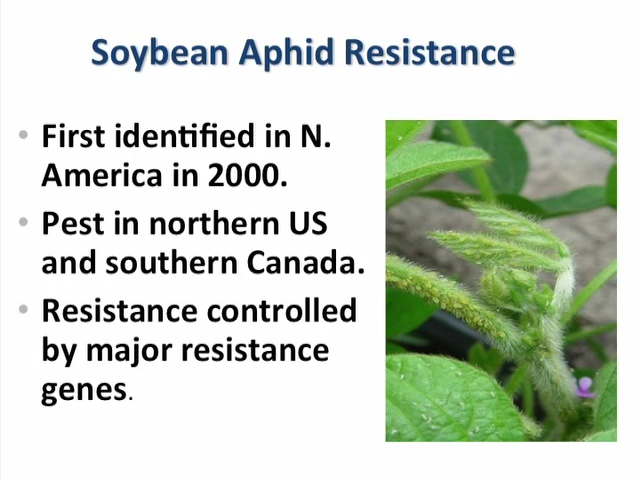 Soybean Aphid Resistance
• First identified in N.
America in 2000.
• Pest in northern US
and southern Canada.
• Resistance controlled
by major resistance
genes.